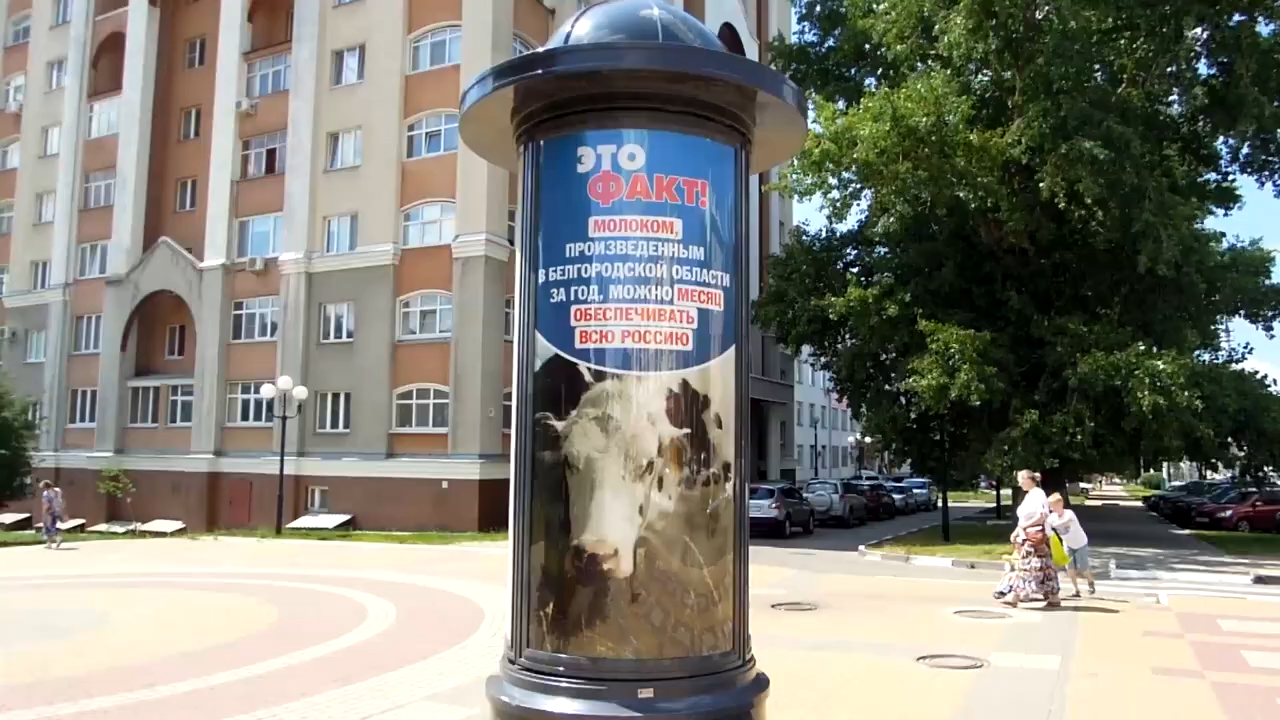 ЭТО
ФАКТ!
МОЛОКОМ,
ПРОИЗВЕДЕННЫМ
В БЕЛГОРОДСКОЙ ОБЛАСТИ
ЗА ГОД, МОЖНО МЕСЯЦ
ОБЕСПЕЧИВАТЬ
ВСЮ РОССИЮ